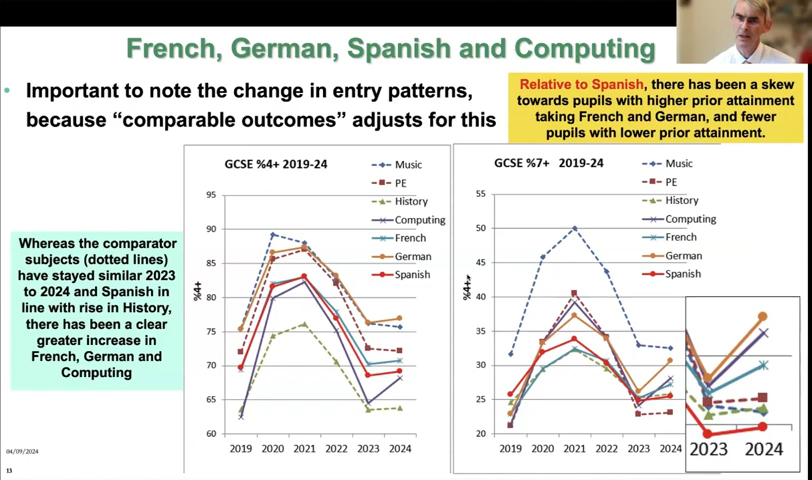 French, German, Spanish and Computing
• Important to note the change in entry patterns,
because “comparable outcomes” adjusts for this
Relative to Spanish, there has been a skew
towards pupils with higher prior attainment
taking French and German, and fewer
pupils with lower prior attainment.
Whereas the comparator
subjects (dotted lines)
have stayed similar 2023
to 2024 and Spanish in
line with rise in History,
there has been a clear
greater increase in
French, German and
Computing
GCSE %4+ 2019-24
Music
PE
History
Computing
French
German
Spanish
%4+
95
90
85
80
75
70
65
60
2019 2020 2021 2022 2023 2024
GCSE %7+ 2019-24
Music
PE
History
Computing
French
German
Spanish
%4+
55
50
45
40
35
30
25
20
2019 2020 2021 2022 2023 2024
2023 2024
04/09/2024
13